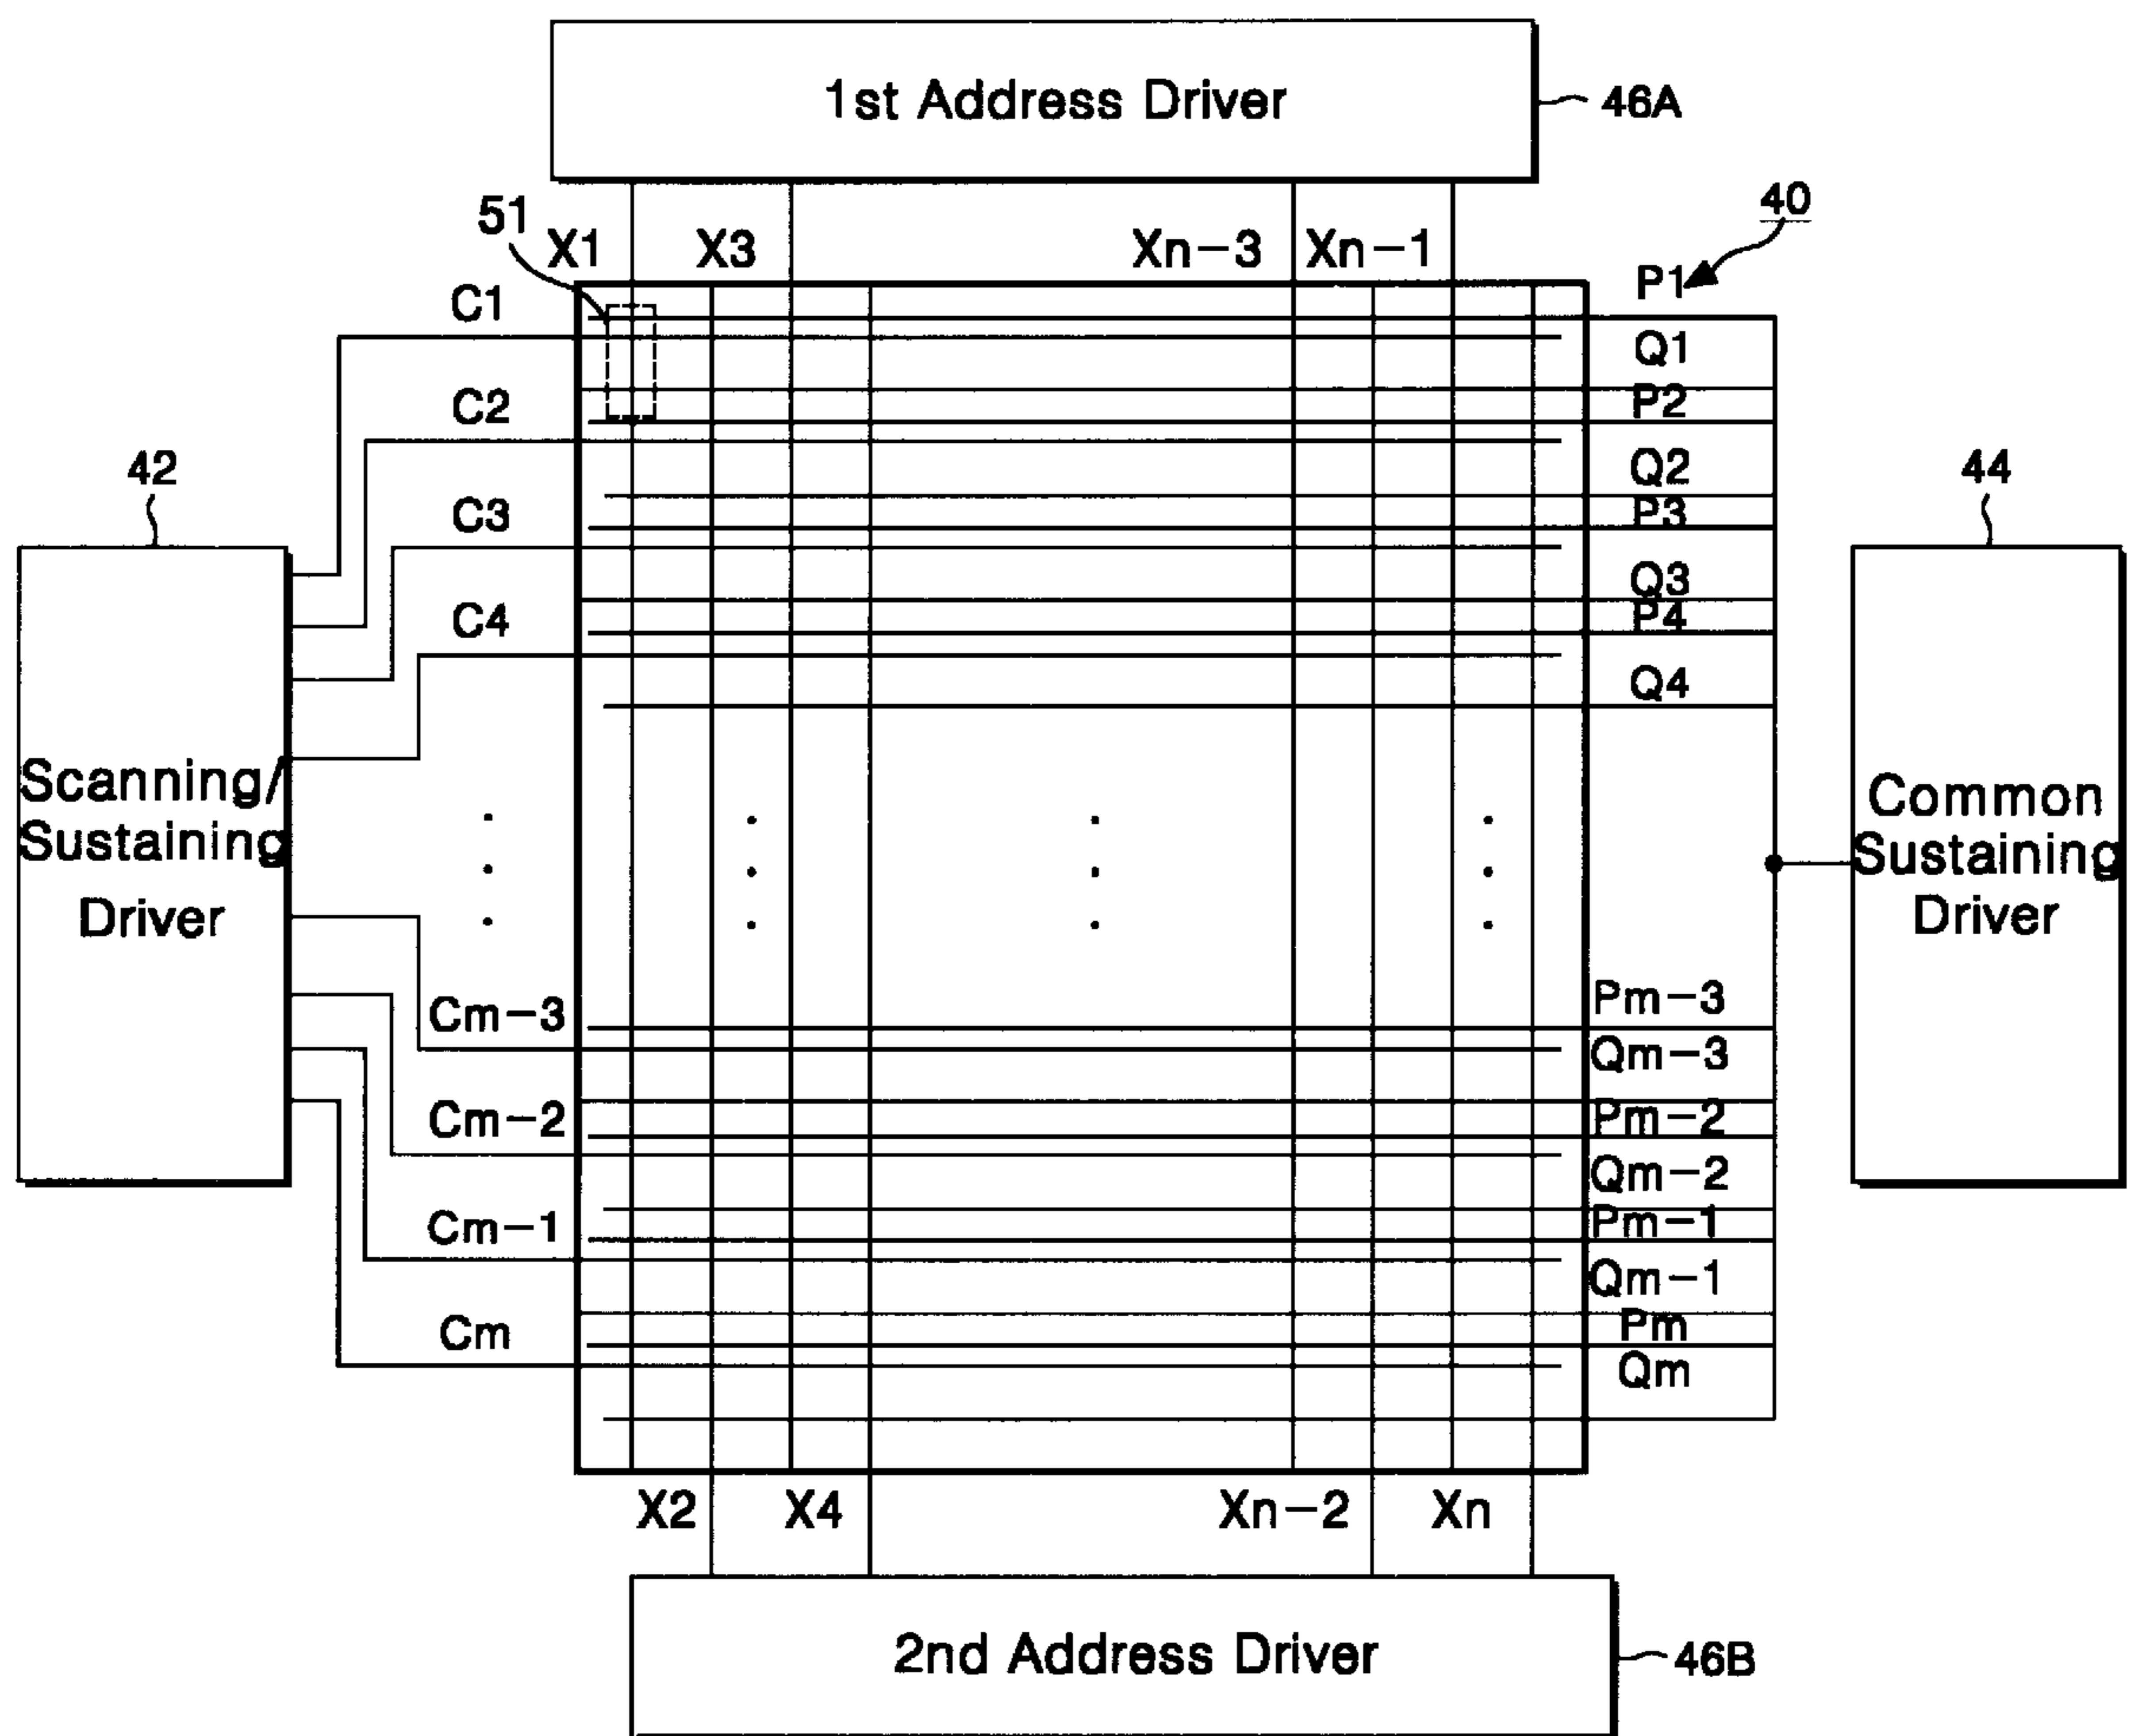 1st Address Driver
46A
51
X1
X3
Xn-3
Xn-1
40
C1
P1
Q1
C2
P2
42
Q2
44
C3
P3
Q3
C4
P4
Q4
Scanning/
Sustaining
Driver
Common
Sustaining
Driver
Cm-3
Pm-3
Qm-3
Cm-2
Pm-2
Qm-2
Cm-1
Pm-1
Qm-1
Cm
Pm
Qm
X2
X4
Xn-2
Xn
2nd Address Driver
46B